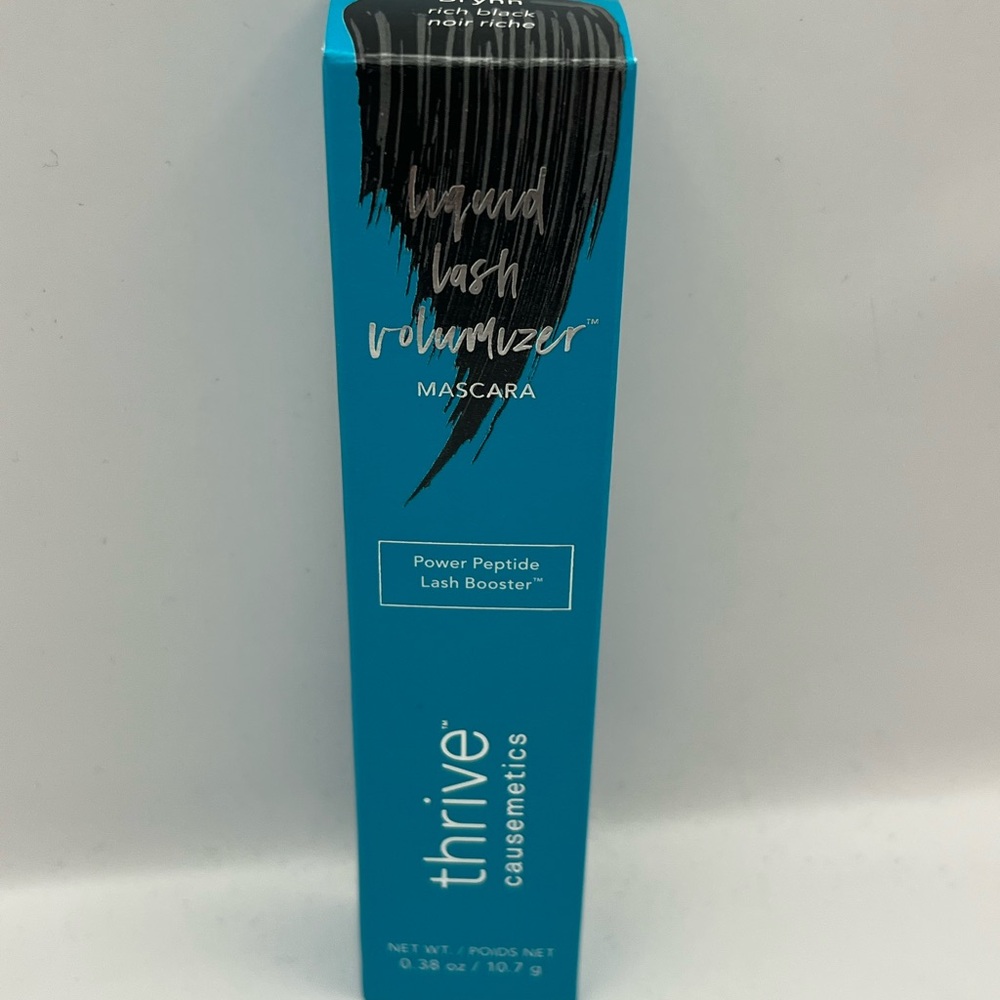 Brynn
rich black
noir riche
liquid
lash
volumizer™
MASCARA
Power Peptide
Lash Booster™
thrive™
causemetics
NET WT. / POIDS NET
0.38 oz / 10.7 g